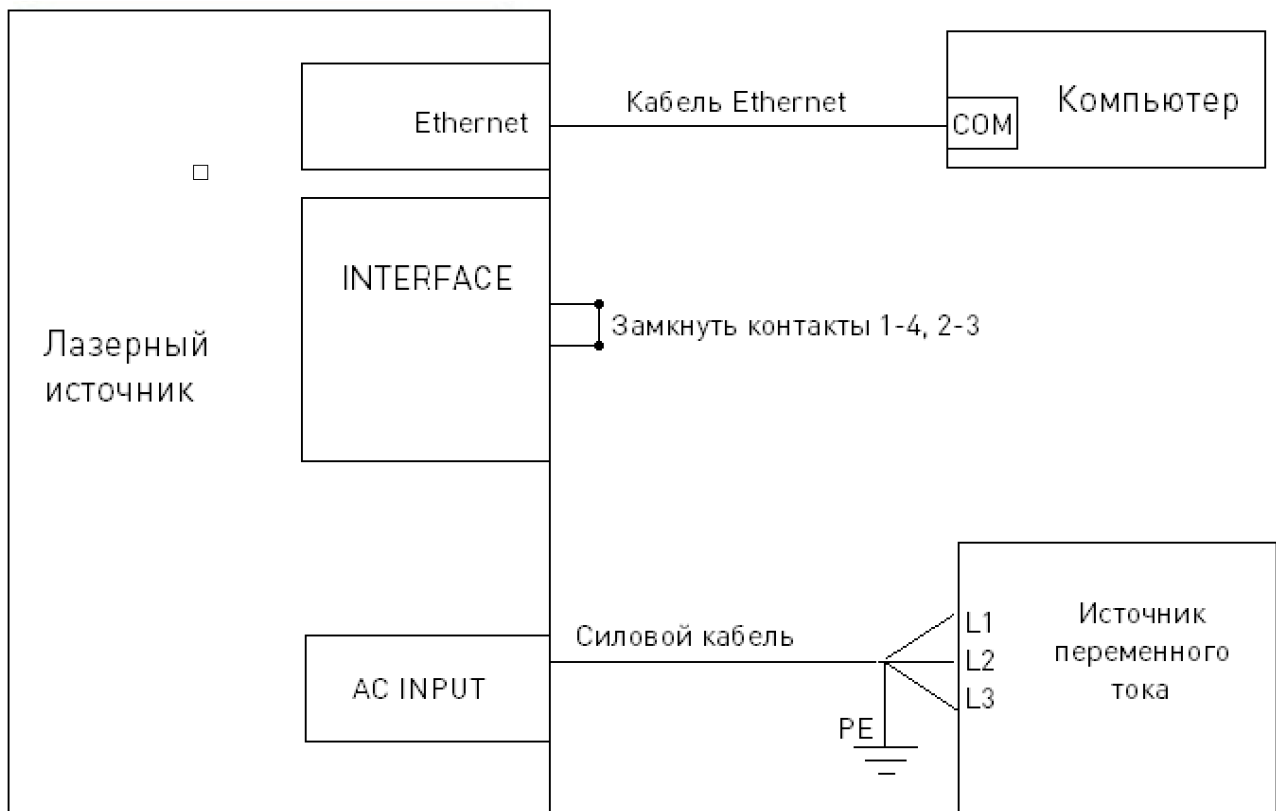 Ethernet
Кабель Ethernet
COM
Компьютер
INTERFACE
Замкнуть контакты 1-4, 2-3
Лазерный
источник
AC INPUT
Силовой кабель
PE
L1
L2
L3
Источник
переменного
тока